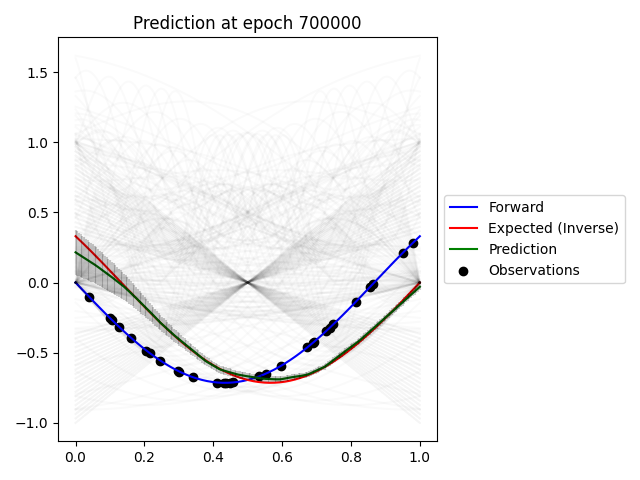 Prediction at epoch 700000
1.5
1.0
0.5
0.0
−0.5
−1.0
0.0 0.2 0.4 0.6 0.8 1.0
Forward
Expected (Inverse)
Prediction
Observations